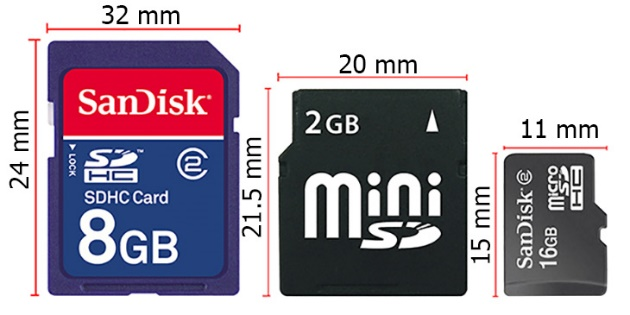 32 mm
24 mm
SanDisk
LOCK
SD
HC
2
SDHC Card
8GB
20 mm
21.5 mm
2GB
mini
SD
11 mm
15 mm
SanDisk 2
16GB
micro
SD
HC